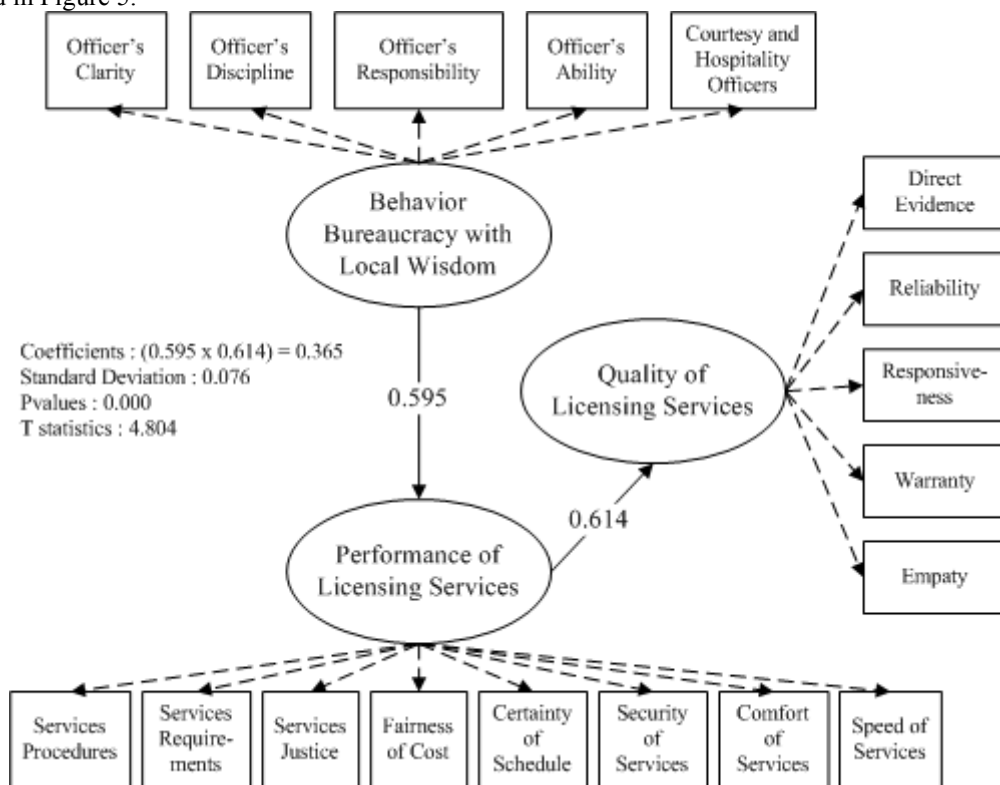 d in Figure 5.
Officer's
Clarity
Officer's
Discipline
Officer's
Responsibility
Officer's
Ability
Courtesy and
Hospitality
Officers
Behavior
Bureaucracy with
Local Wisdom
Direct
Evidence
Reliability
Responsive-
ness
Warranty
Empaty
Coefficients : (0.595 x 0.614) = 0.365
Standard Deviation : 0.076
Pvalues : 0.000
T statistics : 4.804
0.595
Quality of
Licensing Services
0.614
Performance of
Licensing Services
Services
Procedures
Services
Require-
ments
Services
Justice
Fairness
of Cost
Certainty
of
Schedule
Security
of
Services
Comfort
of
Services
Speed of
Services